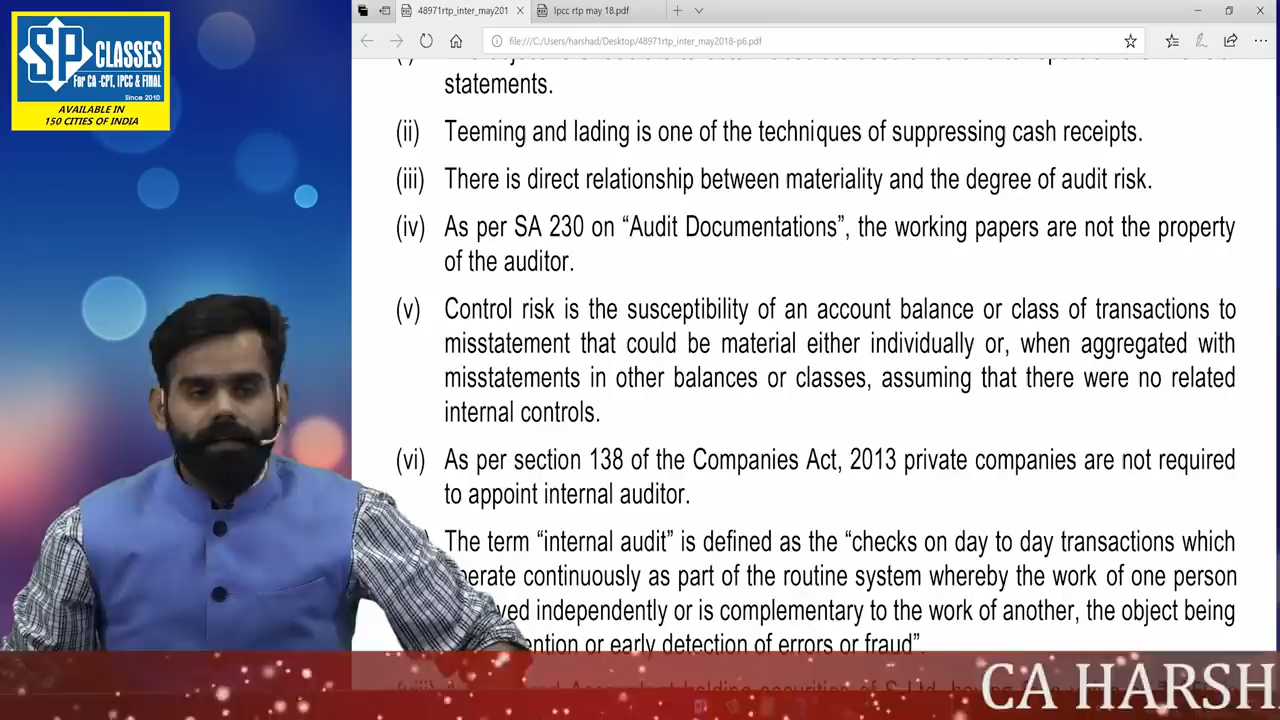 SP
CLASSES
For CA -CPT, IPCC & FINAL
Since 2010
AVAILABLE IN
150 CITIES OF INDIA
48971rtp_inter_may201
Ipcc rtp may 18.pdf
file:///C:/Users/harshad/Desktop/48971rtp_inter_may2018-p6.pdf
statements.
(ii) Teeming and lading is one of the techniques of suppressing cash receipts.
(iii) There is direct relationship between materiality and the degree of audit risk.
(iv) As per SA 230 on “Audit Documentations”, the working papers are not the property
of the auditor.
(v) Control risk is the susceptibility of an account balance or class of transactions to
misstatement that could be material either individually or, when aggregated with
misstatements in other balances or classes, assuming that there were no related
internal controls.
(vi) As per section 138 of the Companies Act, 2013 private companies are not required
to appoint internal auditor.
The term “internal audit” is defined as the “checks on day to day transactions which
perate continuously as part of the routine system whereby the work of one person
ved independently or is complementary to the work of another, the object being
ention or early detection of errors or fraud”.
CA HARSH